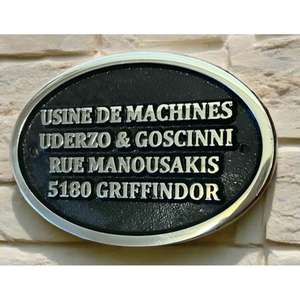 USINE DE MACHINES
UDERZO & GOSCINNI
RUE MANOUSAKIS
5180 GRIFFINDOR